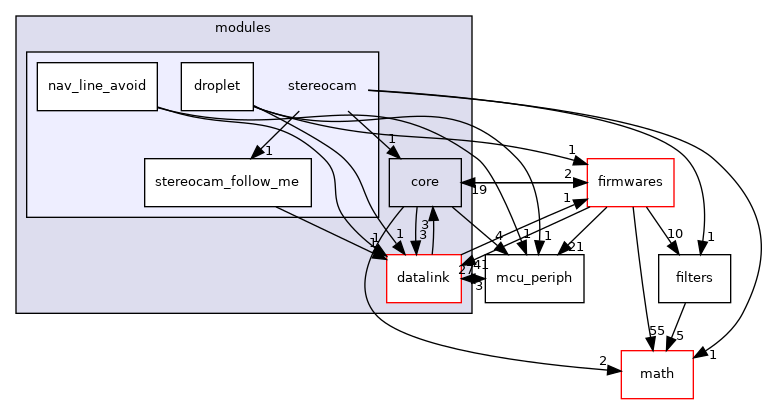 modules
nav_line_avoid
droplet
stereocam
1
1
1
stereocam_follow_me
core
2
19
firmwares
1
3
3
1
1
4
1
1
21
10
1
datalink
27
41
3
mcu_periph
filters
55
5
2
1
math